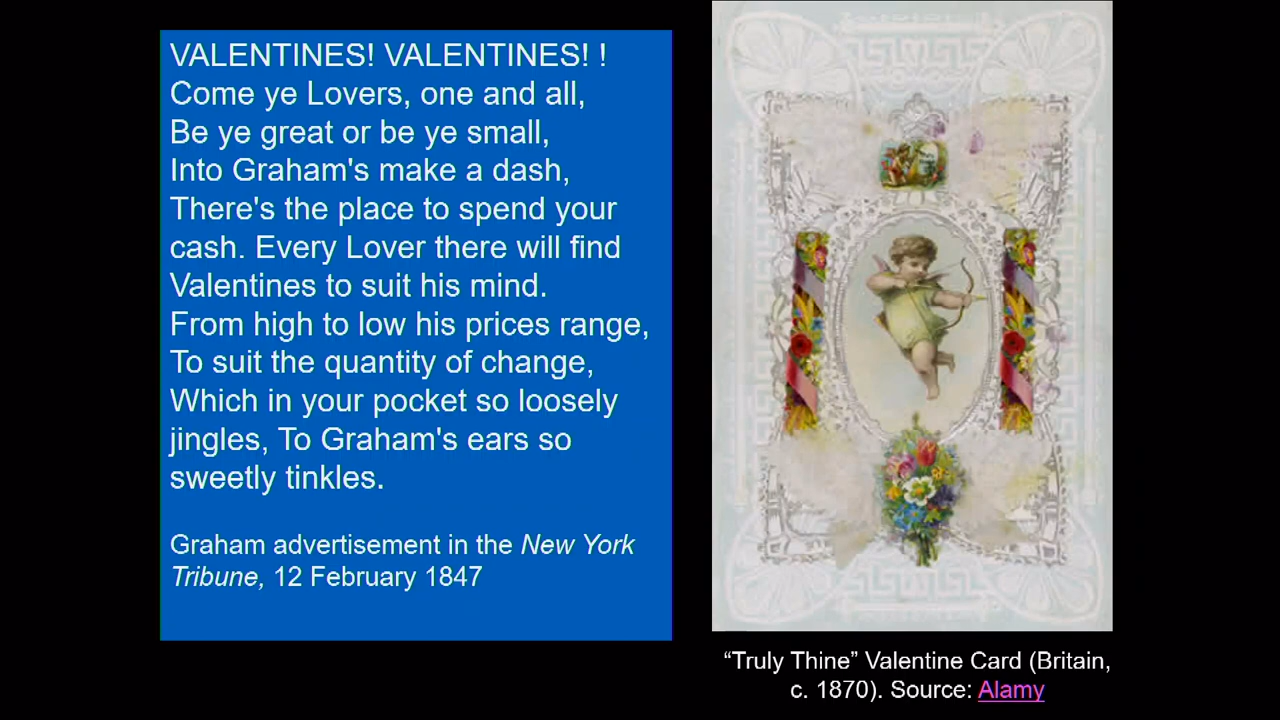 VALENTINES! VALENTINES! !
Come ye Lovers, one and all,
Be ye great or be ye small,
Into Graham's make a dash,
There's the place to spend your
cash. Every Lover there will find
Valentines to suit his mind.
From high to low his prices range,
To suit the quantity of change,
Which in your pocket so loosely
jingles, To Graham's ears so
sweetly tinkles.
Graham advertisement in the New York
Tribune, 12 February 1847
“Truly Thine” Valentine Card (Britain,
c. 1870). Source: Alamy